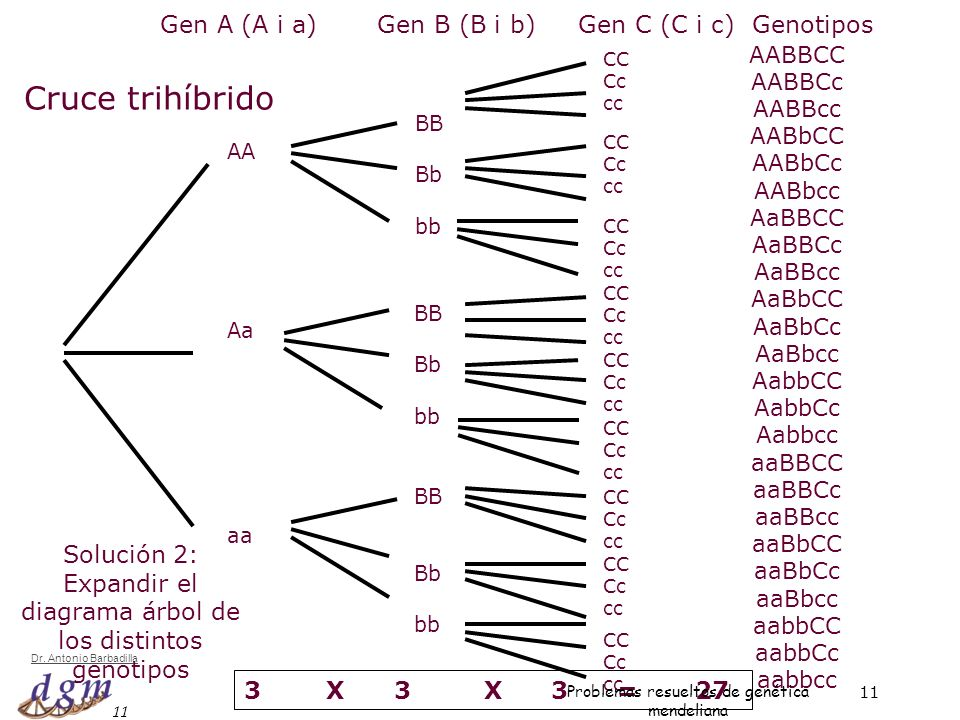 Gen A (A i a) Gen B (B i b) Gen C (C i c) Genotipos
Cruce trihíbrido
AA
Aa
aa
BB
Bb
bb
BB
Bb
bb
BB
Bb
bb
CC
Cc
cc
CC
Cc
cc
CC
Cc
cc
CC
Cc
cc
CC
Cc
cc
CC
Cc
cc
CC
Cc
cc
CC
Cc
cc
CC
Cc
cc
AABBCC
AABBCc
AABBcc
AABbCC
AABbCc
AABbcc
AaBBCC
AaBBCc
AaBBcc
AaBbCC
AaBbCc
AaBbcc
AabbCC
AabbCc
Aabbcc
aaBBCC
aaBBCc
aaBBcc
aaBbCC
aaBbCc
aaBbcc
aabbCC
aabbCc
aabbcc
Solución 2:
Expandir el
diagrama árbol de
los distintos
genotipos
Dr. Antonio Barbadilla
dgm
11
3 X 3 X 3 = 27
Problemas resueltos de genética
mendeliana
11